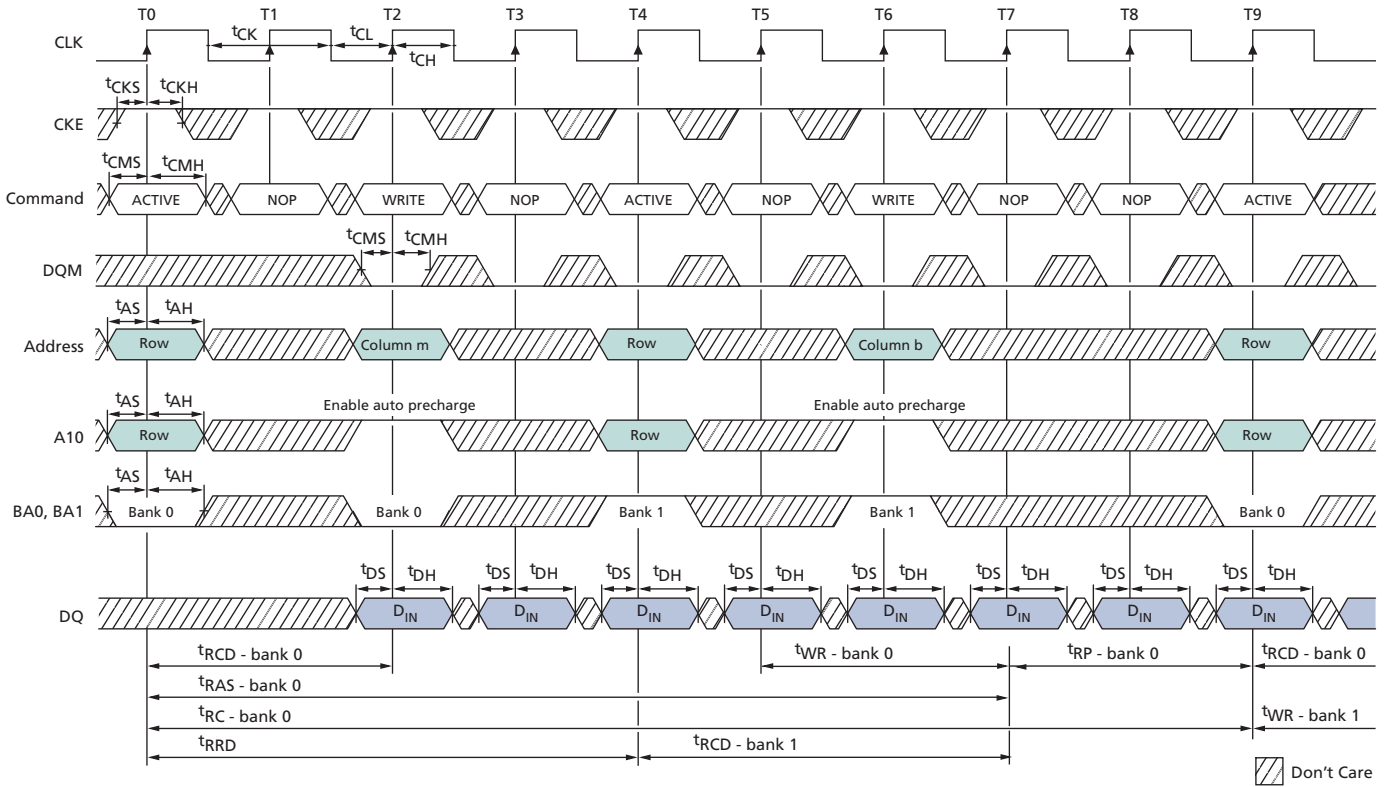 T0 T1 T2 T3 T4 T5 T6 T7 T8 T9
CLK tCK tCL tCH
tCKS tCKH
CKE
tCMS tCMH
Command ACTIVE NOP WRITE NOP ACTIVE NOP WRITE NOP NOP ACTIVE
tCMS tCMH
DQM
tAS tAH
Address Row Column m Row Column b Row
tAS tAH Enable auto precharge Enable auto precharge
A10 Row Row Row
tAS tAH
BA0, BA1 Bank 0 Bank 0 Bank 1 Bank 1 Bank 0
tDS tDH tDS tDH tDS tDH tDS tDH tDS tDH tDS tDH tDS tDH tDS tDH
DQ DIN DIN DIN DIN DIN DIN DIN DIN
tRCD - bank 0 tWR - bank 0 tRP - bank 0 tRCD - bank 0
tRAS - bank 0
tRC - bank 0 tWR - bank 1
tRRD tRCD - bank 1
Don't Care